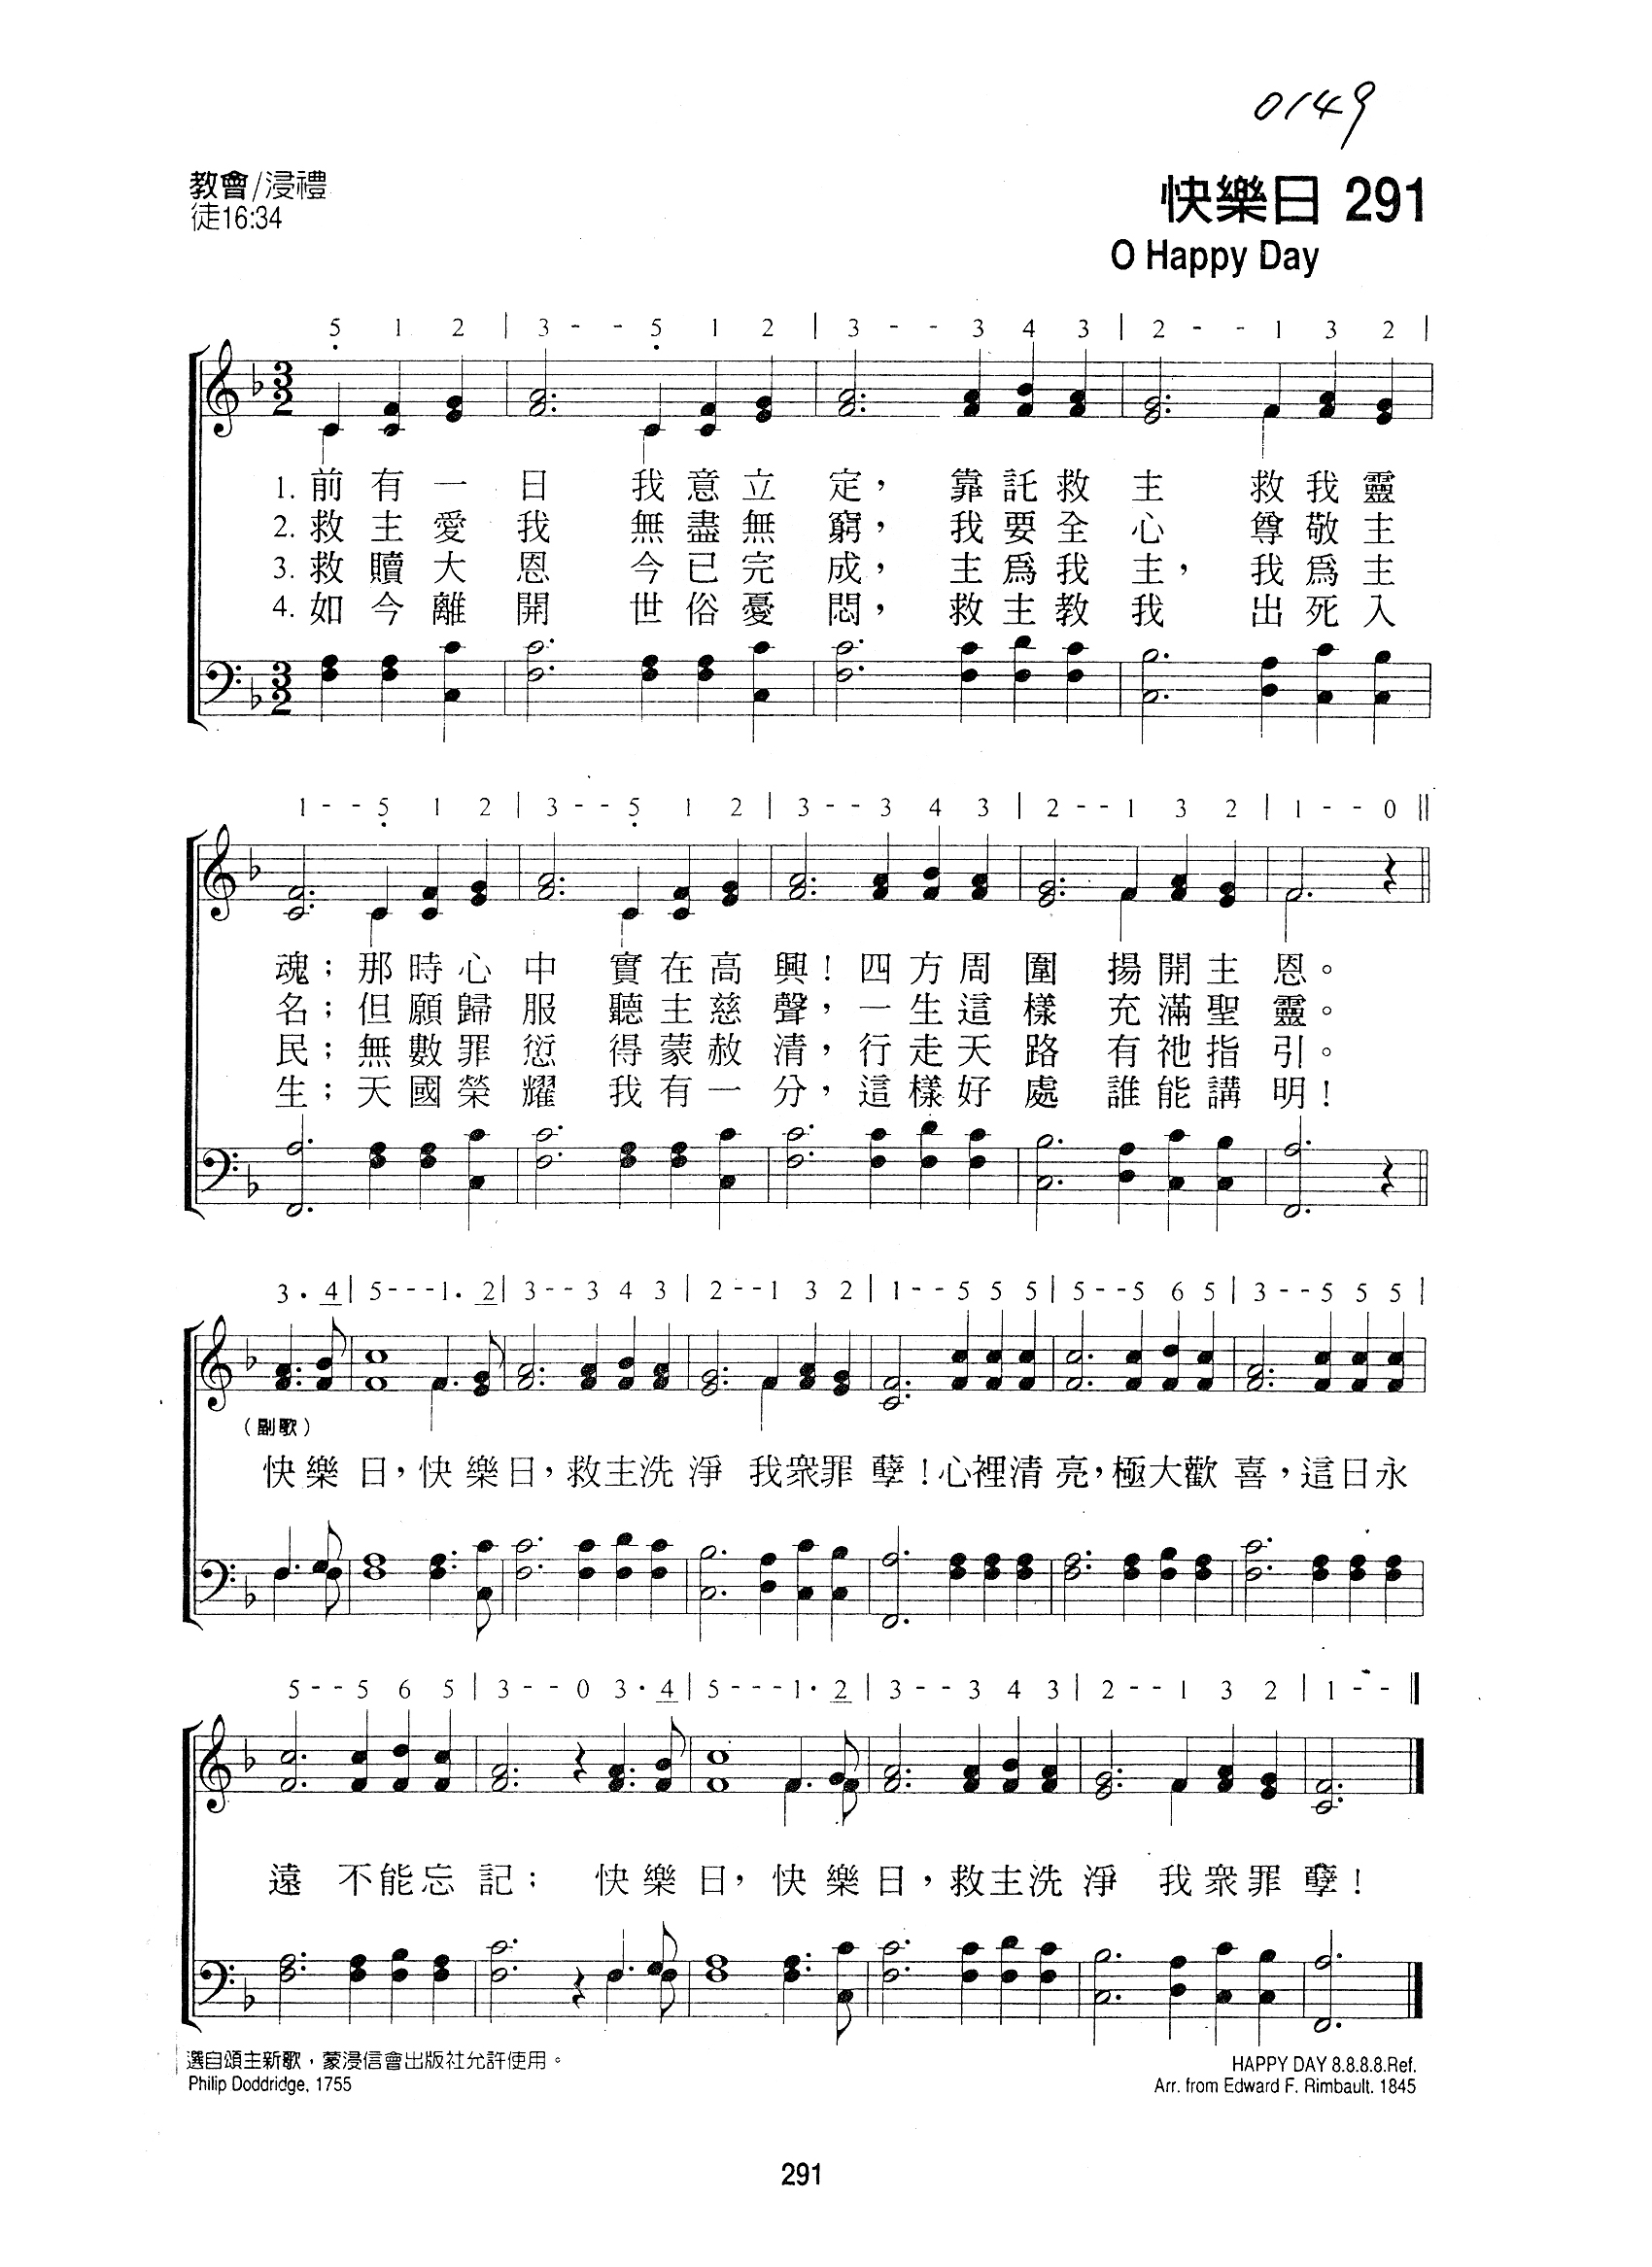 0149
教會/浸禮
徒16:34
快樂日 291
O Happy Day
5 1 2 | 3 - - 5 1 2 | 3 - - 3 4 3 | 2 - - 1 3 2 |
1. 前有一日 我意立定，靠託救主 救我靈
2. 救主愛我 無盡無窮，我要全心 尊敬主
3. 救贖大恩 今已完成，主爲我主，我爲主
4. 如今離開 世俗憂悶，救主教我 出死入
1 - - 5 1 2 | 3 - - 5 1 2 | 3 - - 3 4 3 | 2 - - 1 3 2 | 1 - - 0 ||
魂；那時心中 實在高興！四方周圍 揚開主恩。
名；但願歸服 聽主慈聲，一生這樣 充滿聖靈。
民；無數罪愆 得蒙赦清，行走天路 有祂指引。
生；天國榮耀 我有一分，這樣好處 誰能講明！
3 · 4 | 5 - - - 1 · 2 | 3 - - 3 4 3 | 2 - - 1 3 2 | 1 - - 5 5 5 | 5 - - 5 6 5 | 3 - - 5 5 5 |
（副歌）
快樂日，快樂日，救主洗淨 我衆罪孽！心裡清亮，極大歡喜，這日永
5 - - 5 6 5 | 3 - - 0 3 · 4 | 5 - - - 1 · 2 | 3 - - 3 4 3 | 2 - - 1 3 2 | 1 - - ||
遠 不能忘記；快樂日，快樂日，救主洗淨 我衆罪孽！
選自頌主新歌，蒙浸信會出版社允許使用。
Philip Doddridge, 1755
HAPPY DAY 8.8.8.8.Ref.
Arr. from Edward F. Rimbault. 1845
291